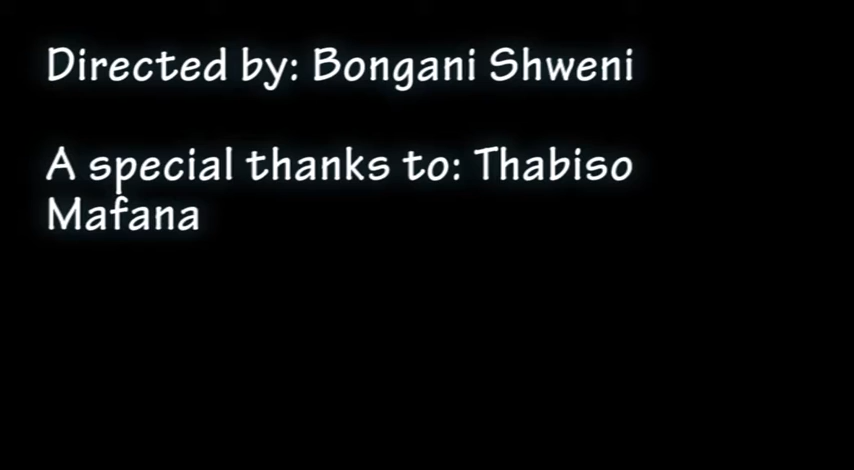 Directed by: Bongani Shweni
A special thanks to: Thabiso
Mafana